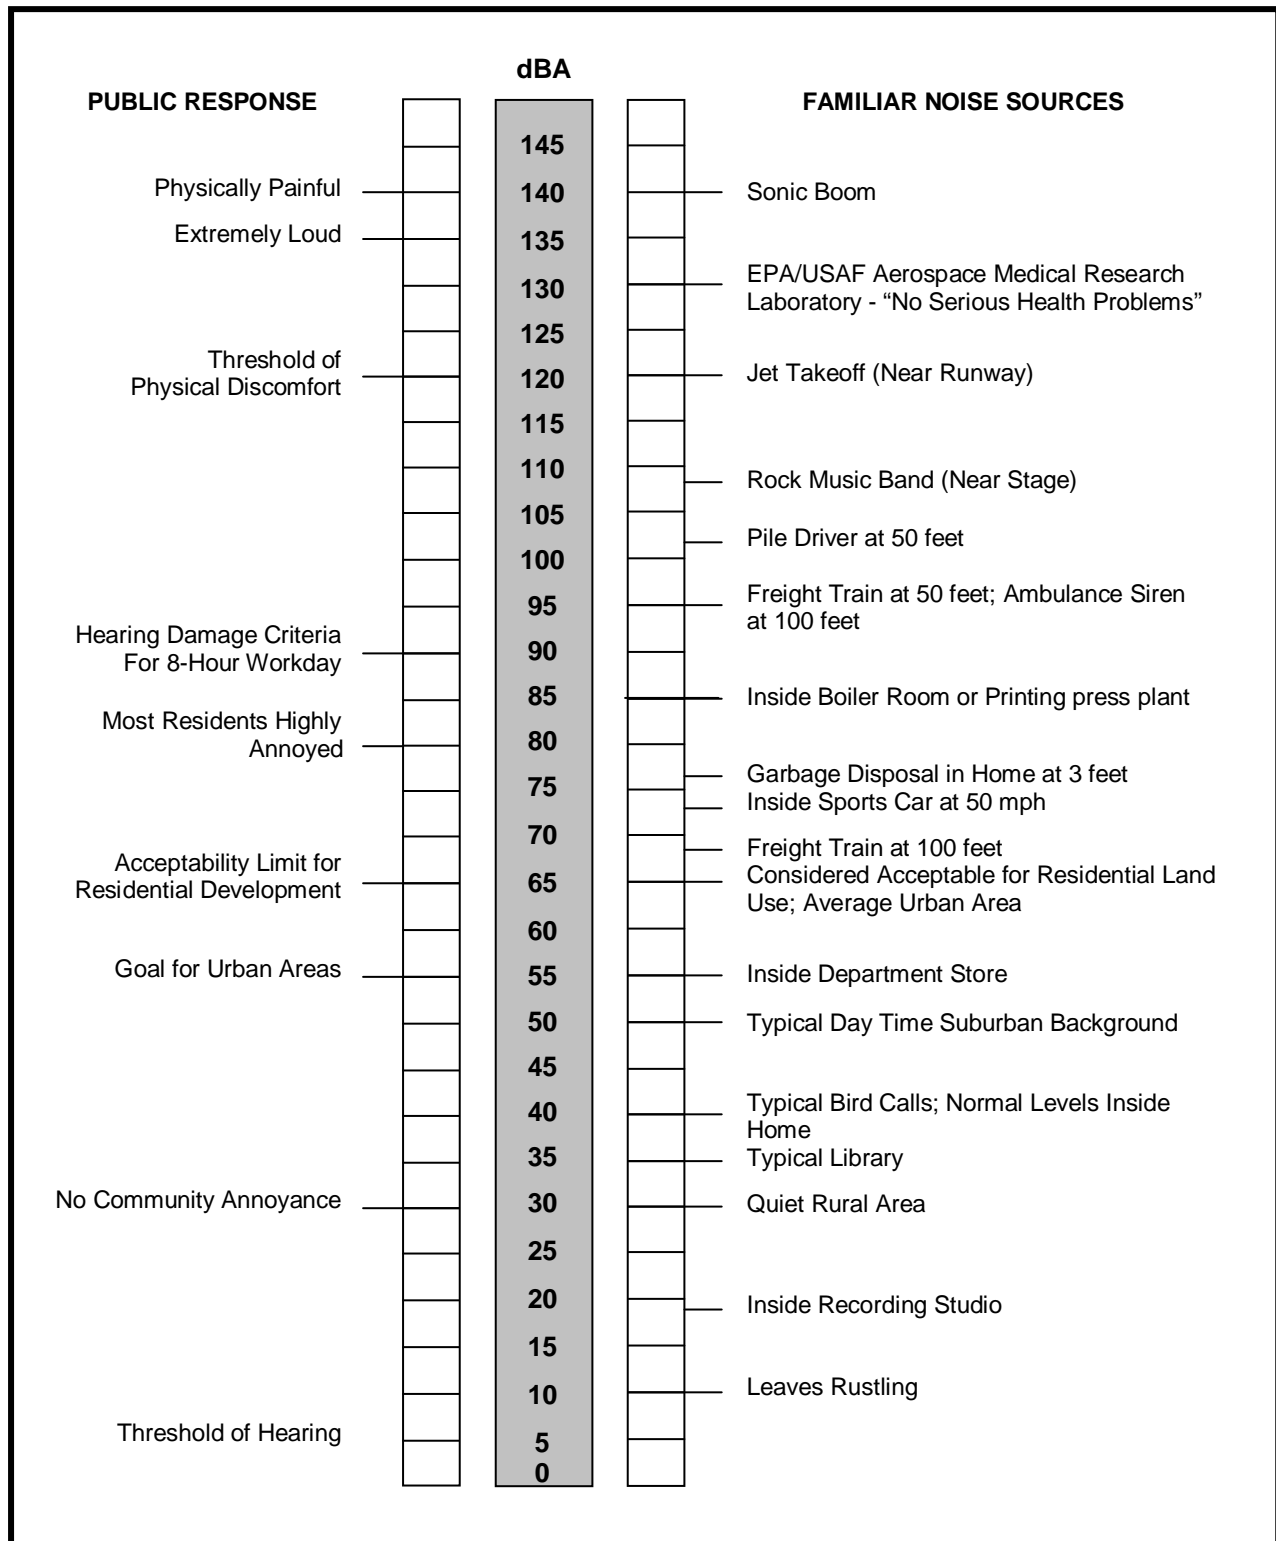 dBA
PUBLIC RESPONSE
Physically Painful
Extremely Loud
Threshold of
Physical Discomfort
Hearing Damage Criteria
For 8-Hour Workday
Most Residents Highly
Annoyed
Acceptability Limit for
Residential Development
Goal for Urban Areas
No Community Annoyance
Threshold of Hearing
145
140
135
130
125
120
115
110
105
100
95
90
85
80
75
70
65
60
55
50
45
40
35
30
25
20
15
10
5
0
FAMILIAR NOISE SOURCES
Sonic Boom
EPA/USAF Aerospace Medical Research
Laboratory - “No Serious Health Problems”
Jet Takeoff (Near Runway)
Rock Music Band (Near Stage)
Pile Driver at 50 feet
Freight Train at 50 feet; Ambulance Siren
at 100 feet
Inside Boiler Room or Printing press plant
Garbage Disposal in Home at 3 feet
Inside Sports Car at 50 mph
Freight Train at 100 feet
Considered Acceptable for Residential Land
Use; Average Urban Area
Inside Department Store
Typical Day Time Suburban Background
Typical Bird Calls; Normal Levels Inside
Home
Typical Library
Quiet Rural Area
Inside Recording Studio
Leaves Rustling